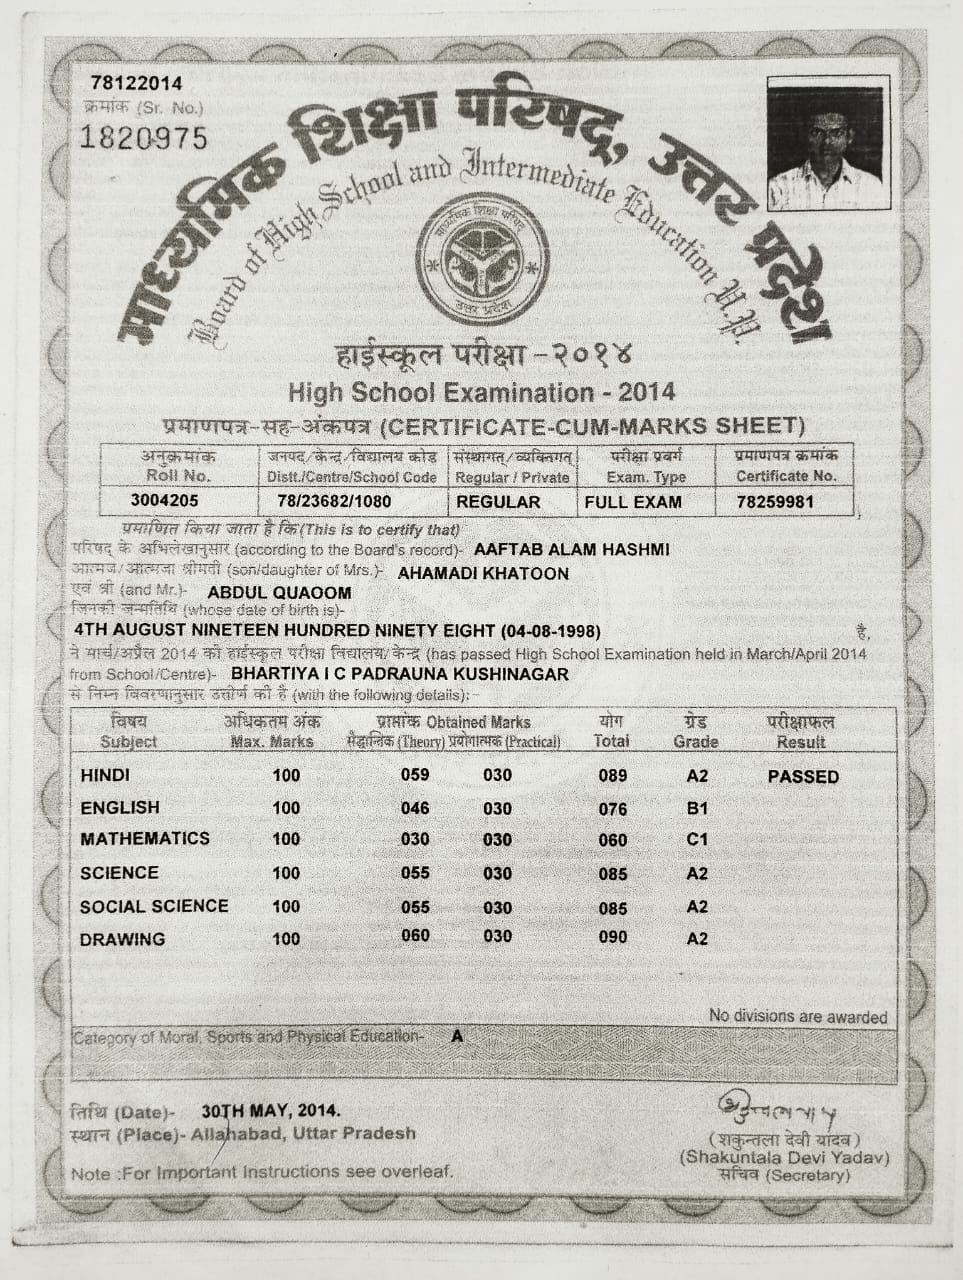 78122014
क्रमांक (Sr. No.)
1820975
माध्यमिक शिक्षा परिषद्, उत्तर प्रदेश
Board of High School and Intermediate Education U.P.
माध्यमिक शिक्षा परिषद्
उत्तर प्रदेश
हाईस्कूल परीक्षा - २०१४
High School Examination - 2014
प्रमाणपत्र-सह-अंकपत्र (CERTIFICATE-CUM-MARKS SHEET)
अनुक्रमांक जनपद/केन्द्र/विद्यालय कोड संस्थागत/व्यक्तिगत परीक्षा प्रवर्ग प्रमाणपत्र क्रमांक
Roll No. Distt./Centre/School Code Regular / Private Exam. Type Certificate No.
3004205 78/23682/1080 REGULAR FULL EXAM 78259981
प्रमाणित किया जाता है कि (This is to certify that)
परिषद के अभिलेखानुसार (according to the Board's record)- AAFTAB ALAM HASHMI
आत्मज/आत्मजा श्रीमती (son/daughter of Mrs.)- AHAMADI KHATOON
एवं श्री (and Mr.)- ABDUL QUAOOM
जिनकी जन्मतिथि (whose date of birth is)-
4TH AUGUST NINETEEN HUNDRED NINETY EIGHT (04-08-1998) है,
ने मार्च/अप्रैल 2014 की हाईस्कूल परीक्षा विद्यालय/केन्द्र (has passed High School Examination held in March/April 2014
from School/Centre)- BHARTIYA I C PADRAUNA KUSHINAGAR
से निम्न विवरणानुसार उत्तीर्ण की है (with the following details):-
विषय अधिकतम अंक प्राप्तांक Obtained Marks योग ग्रेड परीक्षाफल
Subject Max. Marks सैद्धान्तिक (Theory) प्रयोगात्मक (Practical) Total Grade Result
HINDI 100 059 030 089 A2 PASSED
ENGLISH 100 046 030 076 B1
MATHEMATICS 100 030 030 060 C1
SCIENCE 100 055 030 085 A2
SOCIAL SCIENCE 100 055 030 085 A2
DRAWING 100 060 030 090 A2
No divisions are awarded
Category of Moral, Sports and Physical Education- A
तिथि (Date)- 30TH MAY, 2014.
स्थान (Place)- Allahabad, Uttar Pradesh
(शकुन्तला देवी यादव)
(Shakuntala Devi Yadav)
सचिव (Secretary)
Note :For Important Instructions see overleaf.